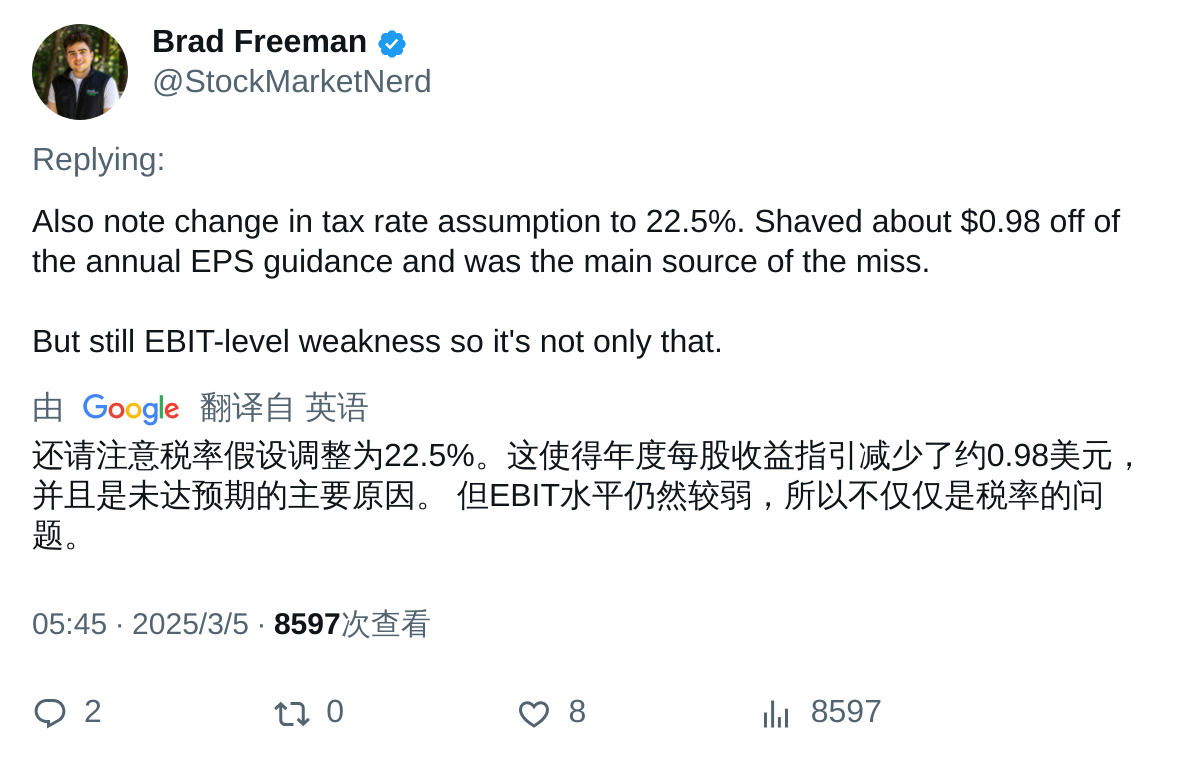 Brad Freeman
@StockMarketNerd
Replying:
Also note change in tax rate assumption to 22.5%. Shaved about $0.98 off of
the annual EPS guidance and was the main source of the miss.
But still EBIT-level weakness so it's not only that.
由 Google 翻译自 英语
还请注意税率假设调整为22.5%。这使得年度每股收益指引减少了约0.98美元，
并且是未达预期的主要原因。 但EBIT水平仍然较弱，所以不仅仅是税率的问
题。
05:45 · 2025/3/5 · 8597次查看
2 0 8 8597